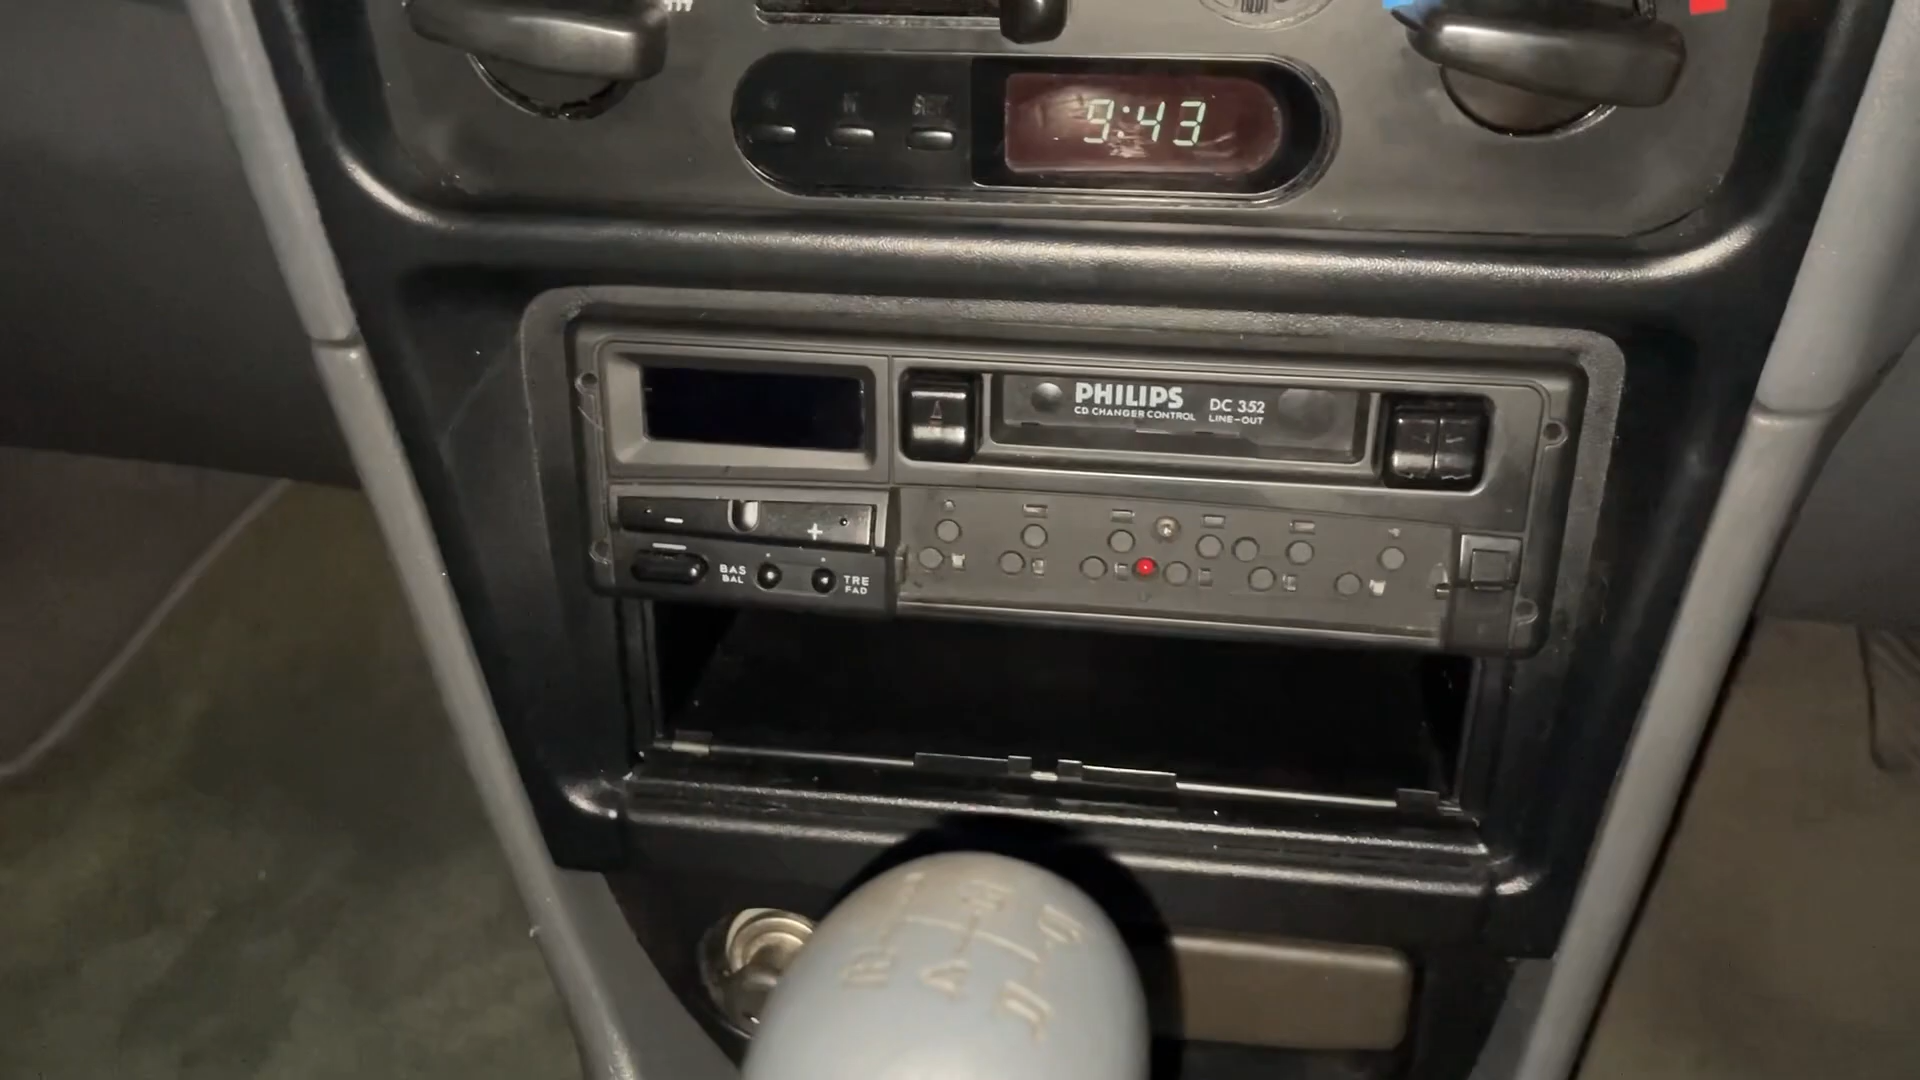 9:43
PHILIPS
CD CHANGER CONTROL
DC 352
LINE-OUT
− +
BAS
BAL
TRE
FAD